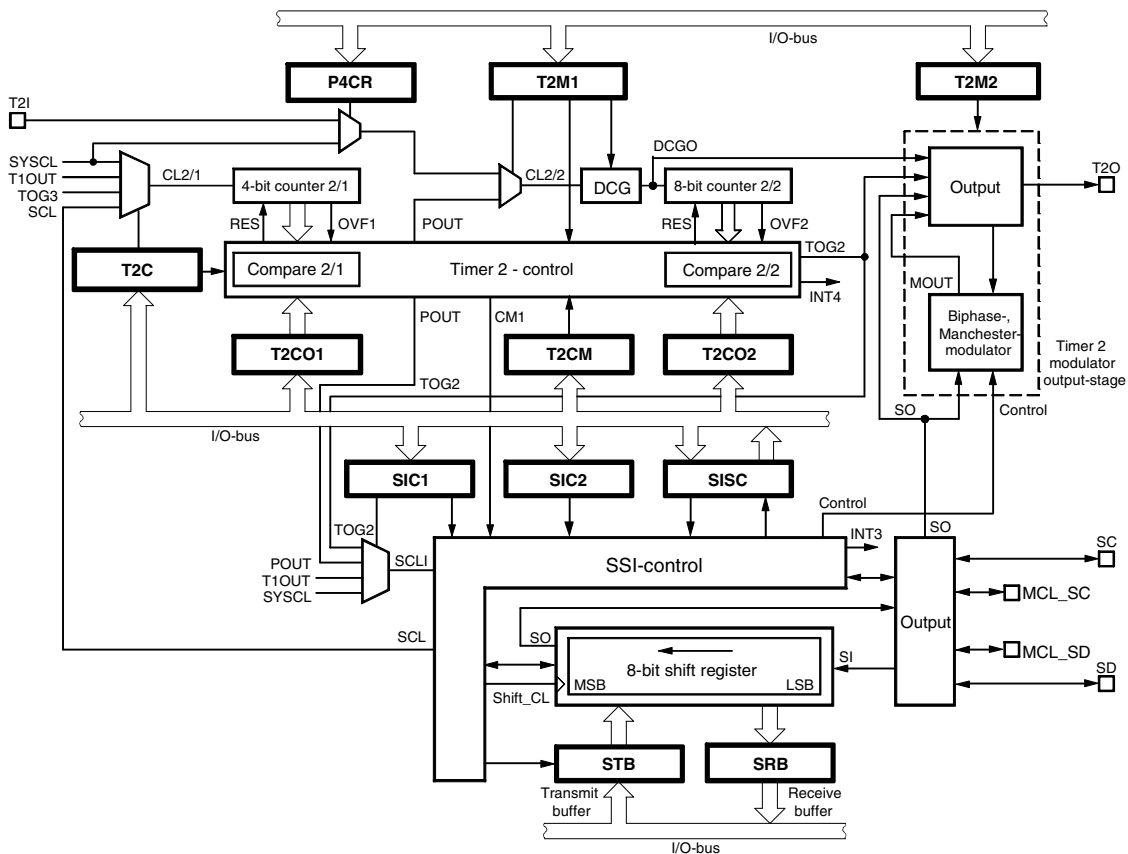 I/O-bus
P4CR
T2M1
T2M2
T2I
DCGO
SYSCL
T1OUT
TOG3
SCL
CL2/1
4-bit counter 2/1
CL2/2
DCG
8-bit counter 2/2
Output
T2O
RES
OVF1
POUT
RES
OVF2
TOG2
T2C
Compare 2/1
Timer 2 - control
Compare 2/2
INT4
MOUT
POUT
CM1
Biphase-,
Manchester-
modulator
Timer 2
modulator
output-stage
T2CO1
T2CM
T2CO2
TOG2
SO
Control
I/O-bus
SIC1
SIC2
SISC
Control
TOG2
INT3
SO
SC
POUT
T1OUT
SYSCL
SCLI
SSI-control
MCL_SC
Output
SCL
SO
SI
MCL_SD
8-bit shift register
SD
MSB
LSB
Shift_CL
STB
SRB
Transmit
buffer
Receive
buffer
I/O-bus